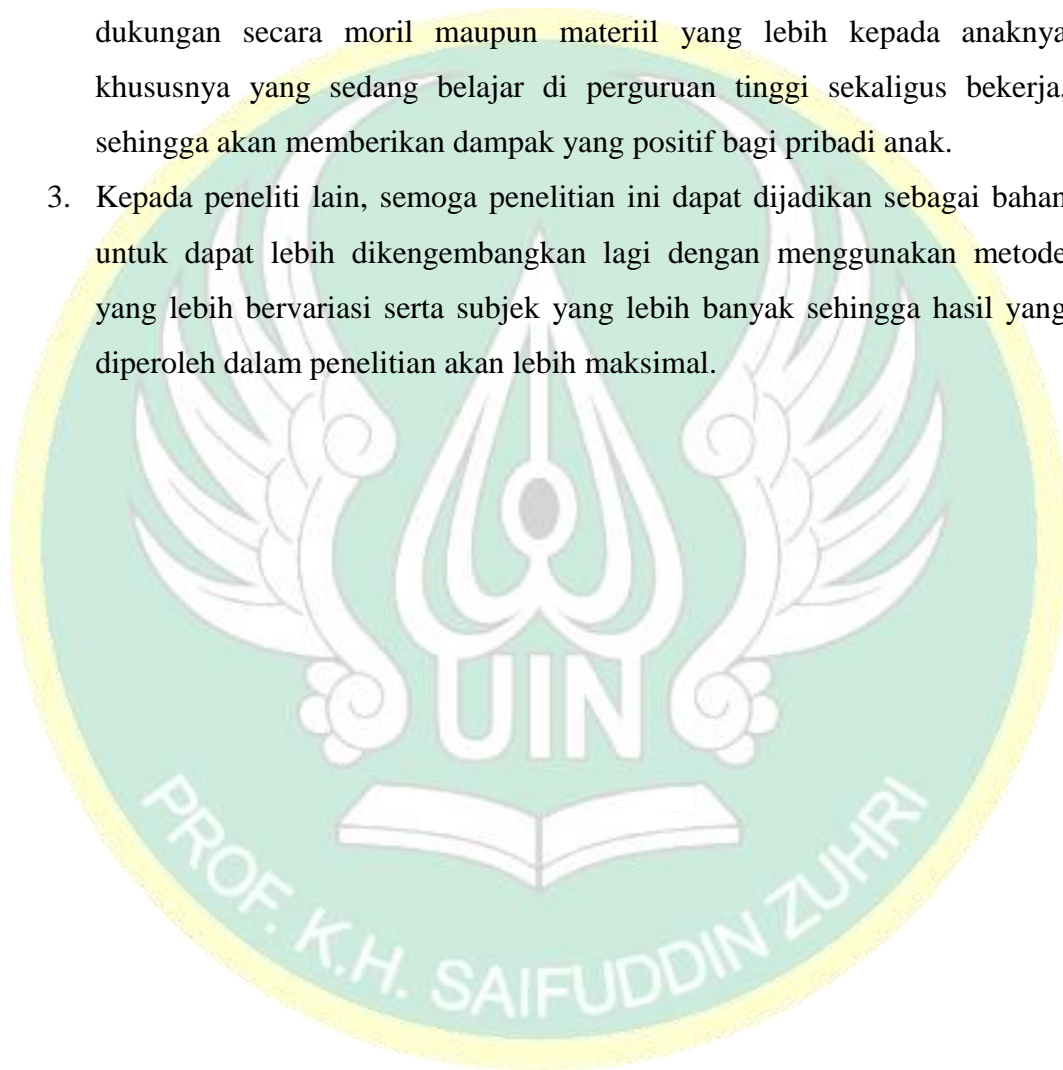 dukungan secara moril maupun materiil yang lebih kepada anaknya
khususnya yang sedang belajar di perguruan tinggi sekaligus bekerja,
sehingga akan memberikan dampak yang positif bagi pribadi anak.
3. Kepada peneliti lain, semoga penelitian ini dapat dijadikan sebagai bahan
untuk dapat lebih dikengembangkan lagi dengan menggunakan metode
yang lebih bervariasi serta subjek yang lebih banyak sehingga hasil yang
diperoleh dalam penelitian akan lebih maksimal.
UIN
PROF. K.H. SAIFUDDIN ZUHRI